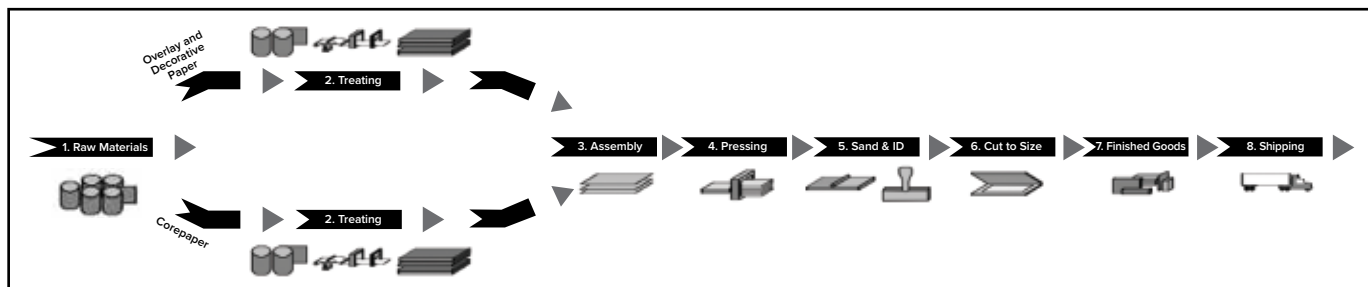 Overlay and
Decorative
Paper
2. Treating
1. Raw Materials
3. Assembly
4. Pressing
5. Sand & ID
6. Cut to Size
7. Finished Goods
8. Shipping
Corepaper
2. Treating